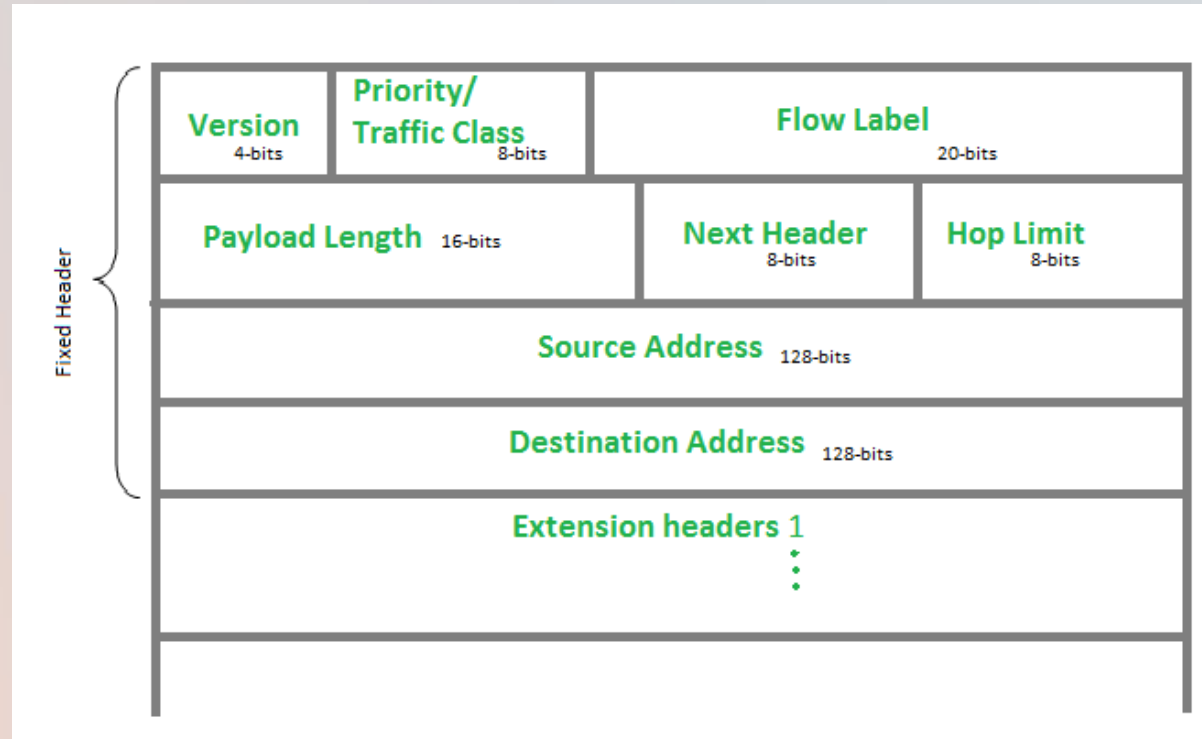 Fixed Header
Version
4-bits
Priority/
Traffic Class
8-bits
Flow Label
20-bits
Payload Length 16-bits
Next Header
8-bits
Hop Limit
8-bits
Source Address 128-bits
Destination Address 128-bits
Extension headers 1